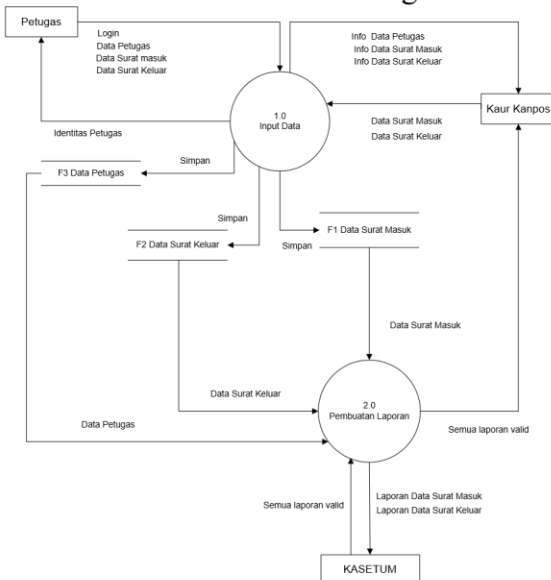 Petugas
Login
Data Petugas
Data Surat masuk
Data Surat Keluar
Info Data Petugas
Info Data Surat Masuk
Info Data Surat Keluar
1.0
Input Data
Kaur Kanpos
Data Surat Masuk
Data Surat Keluar
Identitas Petugas
Simpan
F3 Data Petugas
Simpan
F2 Data Surat Keluar
Simpan
F1 Data Surat Masuk
Data Surat Masuk
Data Surat Keluar
Data Petugas
2.0
Pembuatan Laporan
Semua laporan valid
Semua laporan valid
Laporan Data Surat Masuk
Laporan Data Surat Keluar
KASETUM